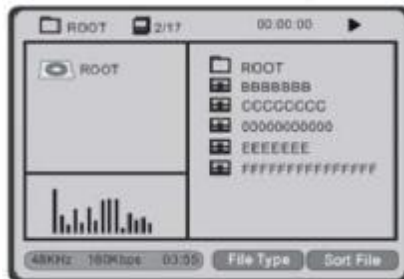 ROOT 2/17 00:00:00
ROOT
ROOT
BBBBBBB
CCCCCCCC
00000000000
EEEEEEE
FFFFFFFFFFFFFFF
48KHz 160Kbps 03:55 File Type Sort File